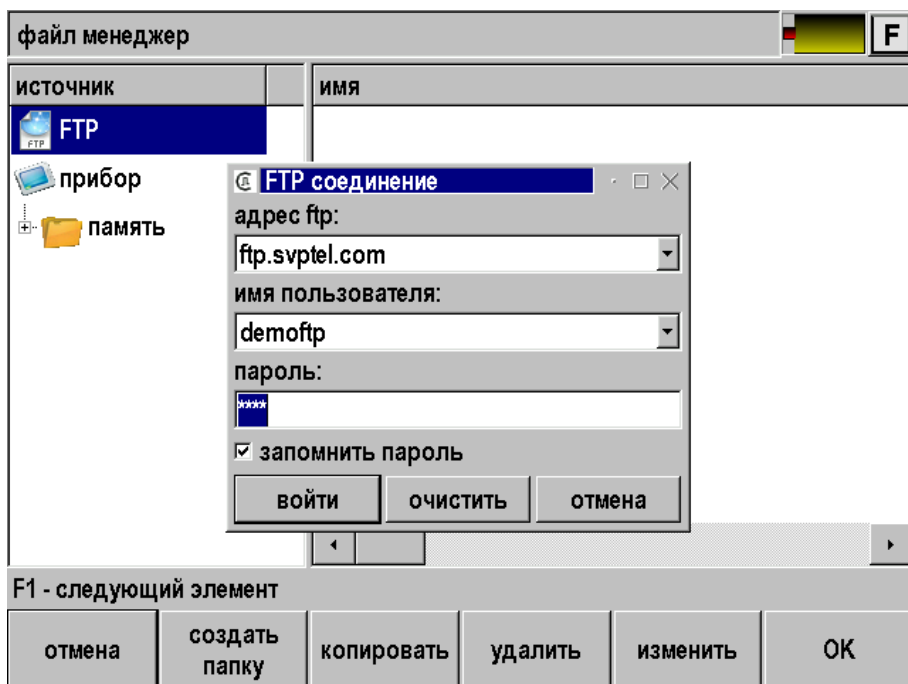 файл менеджер
F
источник
имя
FTP
FTP
прибор
память
FTP соединение
адрес ftp:
ftp.svptel.com
имя пользователя:
demoftp
пароль:
****
запомнить пароль
войти
очистить
отмена
F1 - следующий элемент
отмена
создать
папку
копировать
удалить
изменить
OK